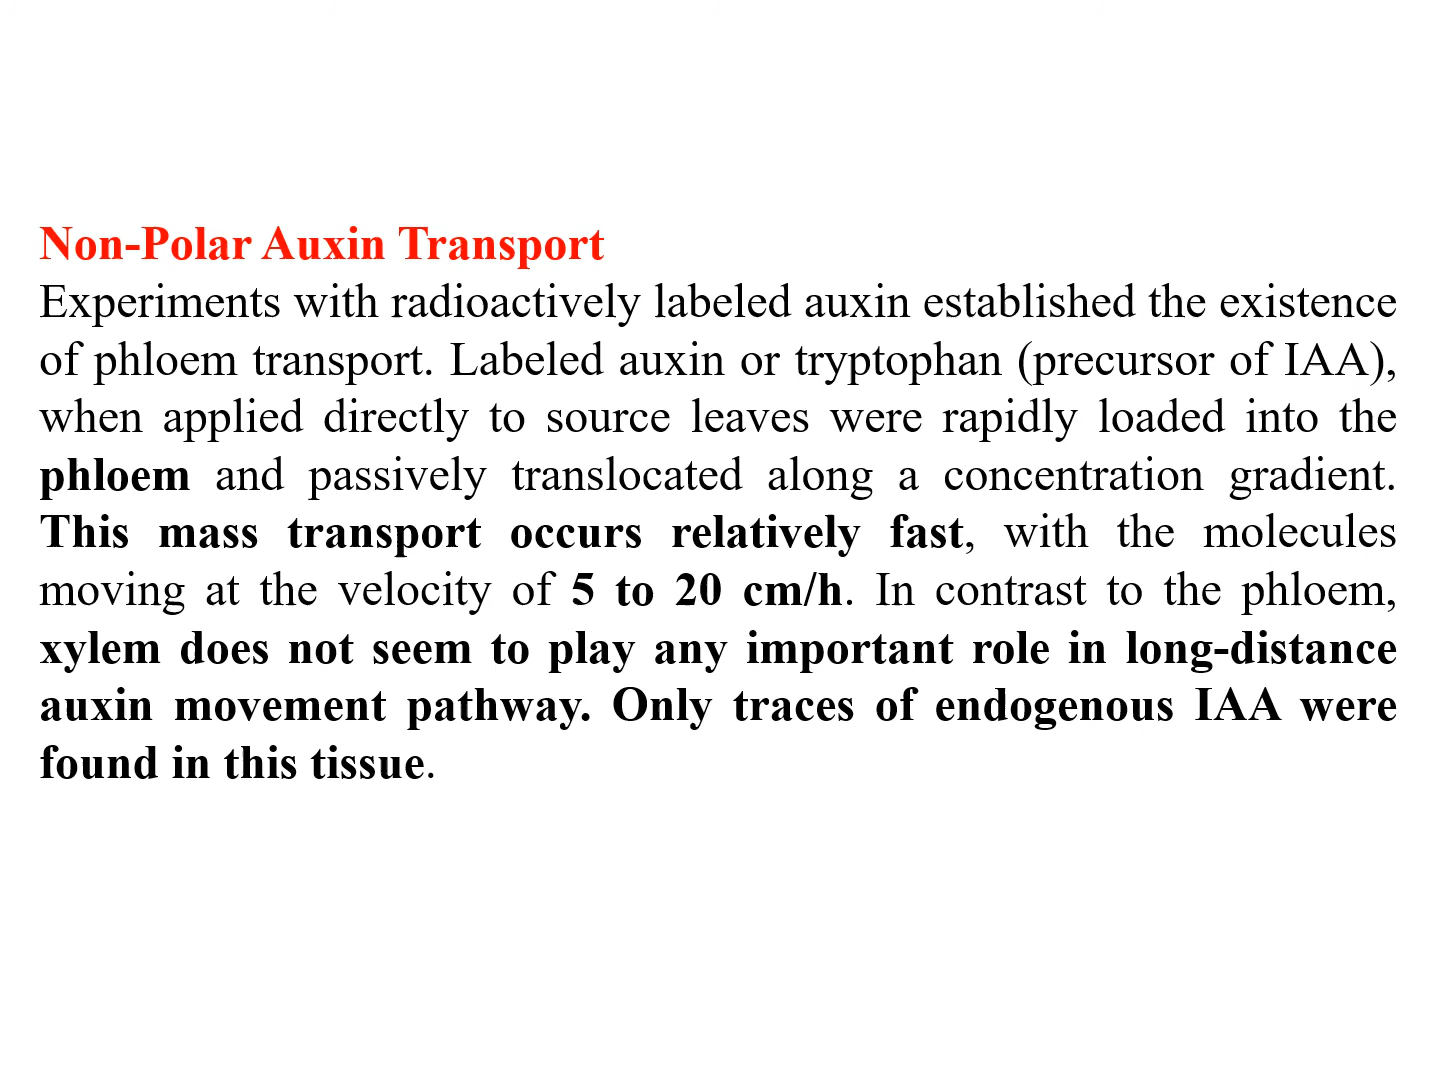 Non-Polar Auxin Transport
Experiments with radioactively labeled auxin established the existence
of phloem transport. Labeled auxin or tryptophan (precursor of IAA),
when applied directly to source leaves were rapidly loaded into the
phloem and passively translocated along a concentration gradient.
This mass transport occurs relatively fast, with the molecules
moving at the velocity of 5 to 20 cm/h. In contrast to the phloem,
xylem does not seem to play any important role in long-distance
auxin movement pathway. Only traces of endogenous IAA were
found in this tissue.